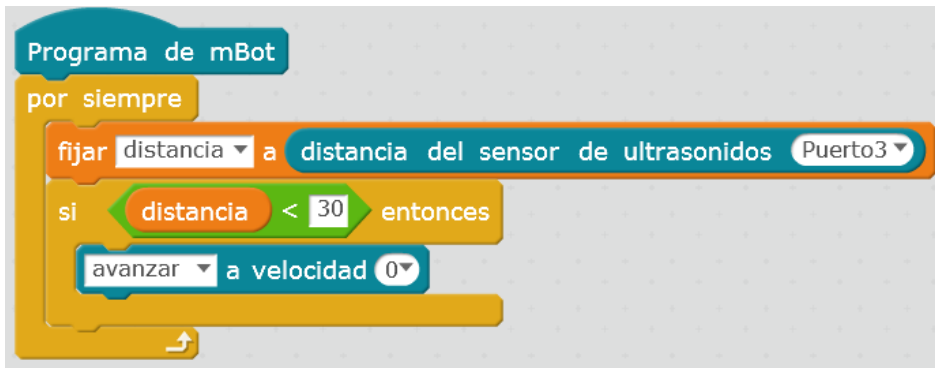 Programa de mBot
por siempre
fijar distancia a distancia del sensor de ultrasonidos Puerto3
si distancia < 30 entonces
avanzar a velocidad 0